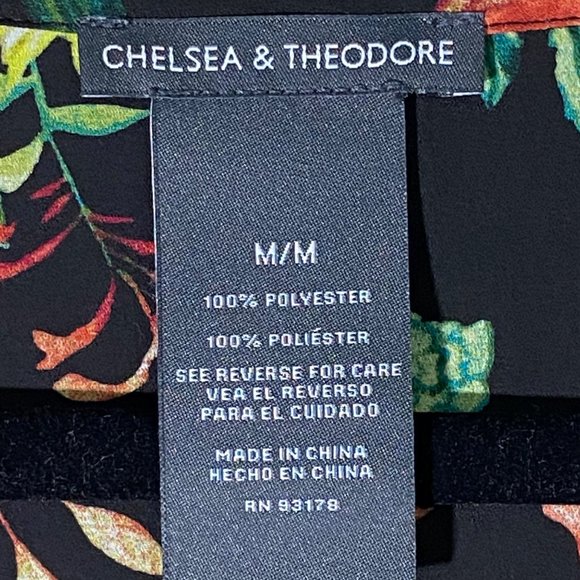 CHELSEA & THEODORE
M/M
100% POLYESTER
100% POLIÉSTER
SEE REVERSE FOR CARE
VEA EL REVERSO
PARA EL CUIDADO
MADE IN CHINA
HECHO EN CHINA
RN 93178